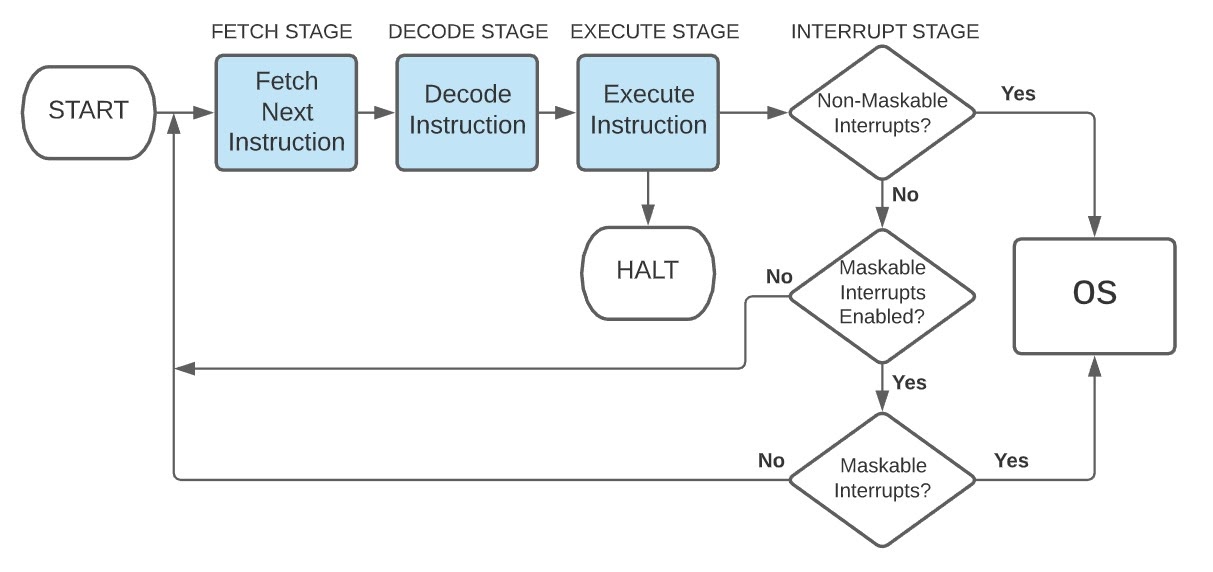 FETCH STAGE
DECODE STAGE
EXECUTE STAGE
INTERRUPT STAGE
START
Fetch
Next
Instruction
Decode
Instruction
Execute
Instruction
Non-Maskable
Interrupts?
Yes
No
HALT
No
Maskable
Interrupts
Enabled?
OS
Yes
No
Maskable
Interrupts?
Yes